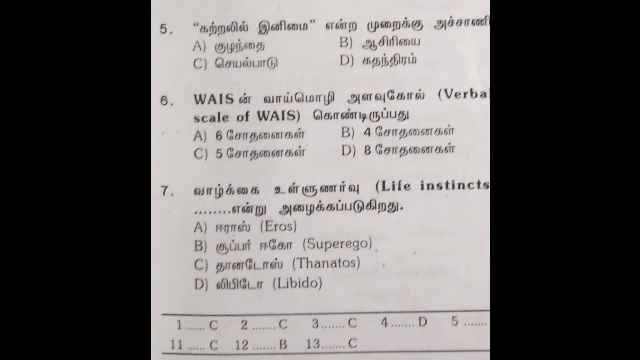 5. “கற்றலில் இனிமை” என்ற முறைக்கு அச்சாணி
A) குழந்தை B) ஆசிரியை
C) செயல்பாடு D) சுதந்திரம்
6. WAIS ன் வாய்மொழி அளவுகோல் (Verbal
scale of WAIS) கொண்டிருப்பது
A) 6 சோதனைகள் B) 4 சோதனைகள்
C) 5 சோதனைகள் D) 8 சோதனைகள்
7. வாழ்க்கை உள்ளுணர்வு (Life instincts
........என்று அழைக்கப்படுகிறது.
A) ஈராஸ் (Eros)
B) சூப்பர் ஈகோ (Superego)
C) தானடோஸ் (Thanatos)
D) லிபிடோ (Libido)
1 ...... C 2 ....... C 3 ....... C 4 ....... D 5 .......
11 ...... C 12 ....... B 13...... C